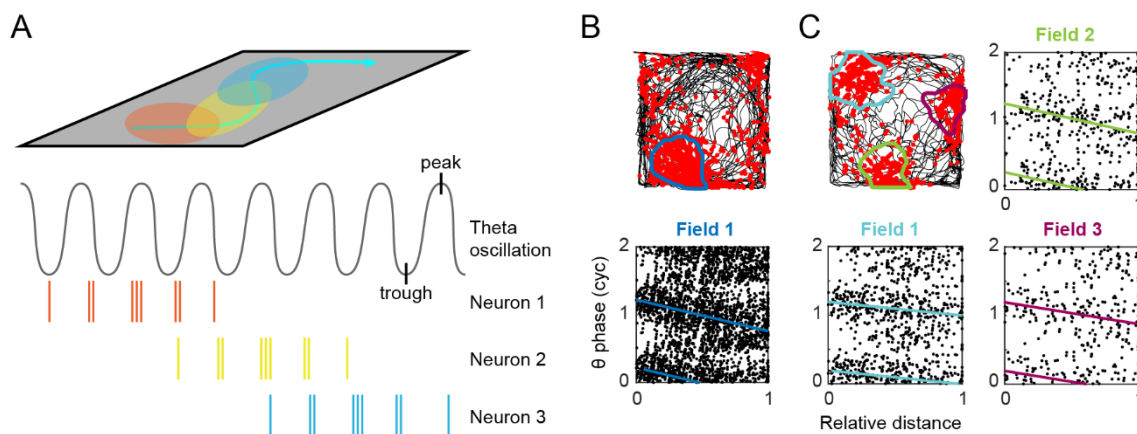 A
peak
Theta
oscillation
trough
Neuron 1
Neuron 2
Neuron 3
B
Field 1
θ phase (cyc)
2
1
0
0
1
C
Field 2
2
1
0
0
1
Field 1
2
1
0
0
1
Field 3
2
1
0
0
1
Relative distance